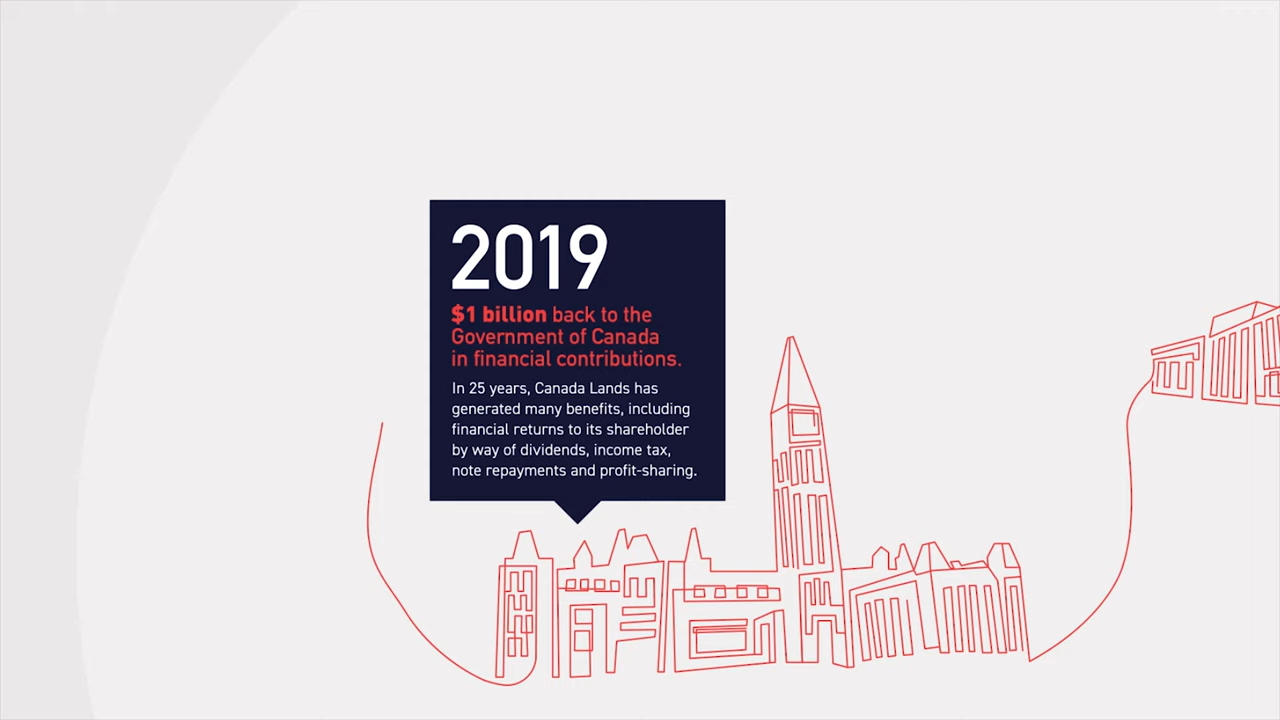 2019
$1 billion back to the
Government of Canada
in financial contributions.
In 25 years, Canada Lands has
generated many benefits, including
financial returns to its shareholder
by way of dividends, income tax,
note repayments and profit-sharing.